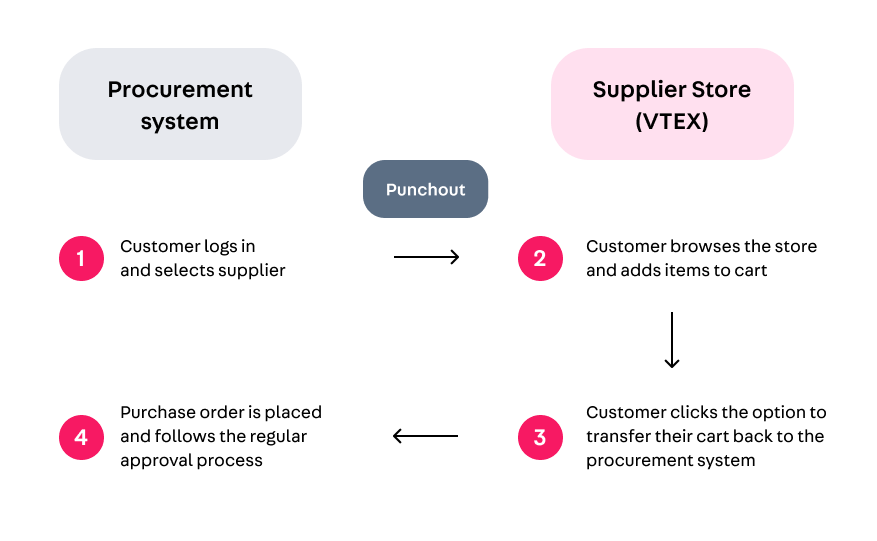 Procurement
system
Supplier Store
(VTEX)
Punchout
1
Customer logs in
and selects supplier
2
Customer browses the store
and adds items to cart
3
Customer clicks the option to
transfer their cart back to the
procurement system
4
Purchase order is placed
and follows the regular
approval process